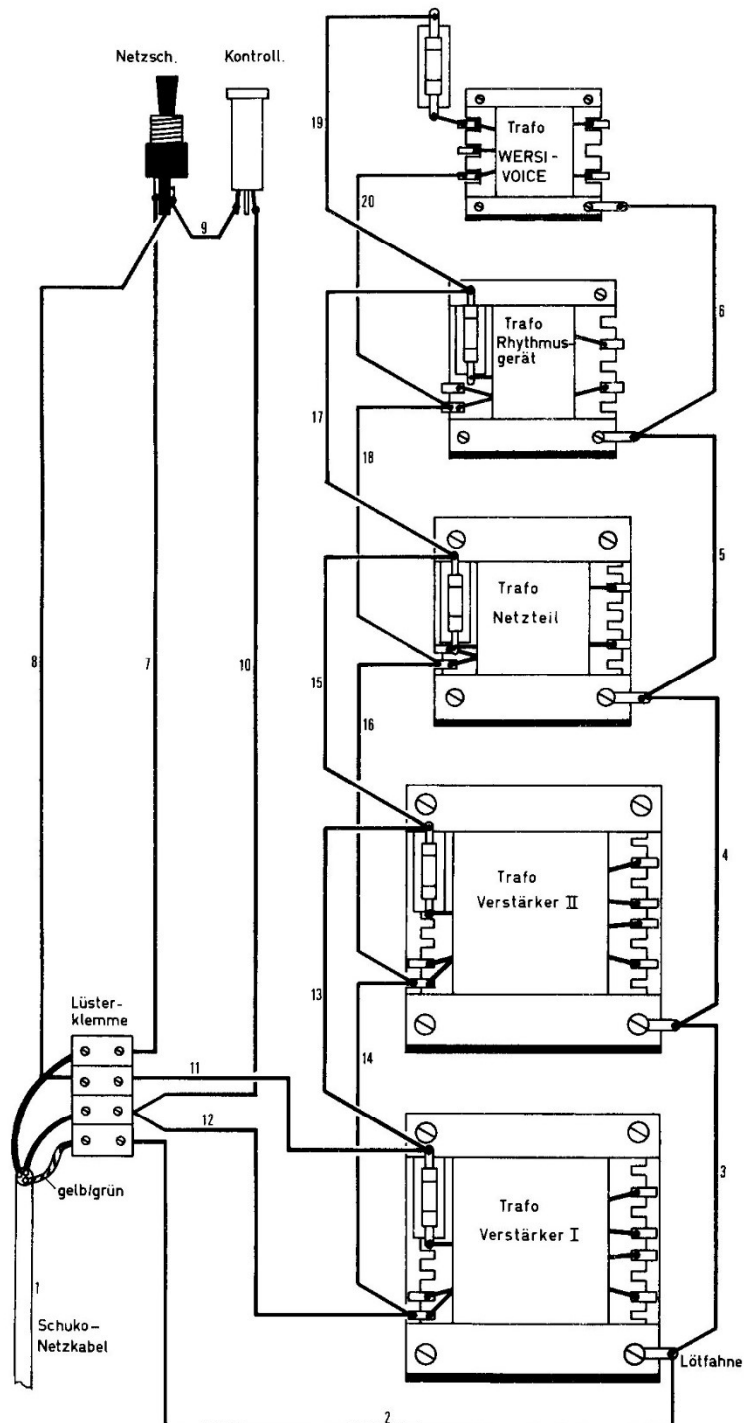 Netzsch.
Kontroll.
19
Trafo
WERSI-
VOICE
20
9
6
Trafo
Rhythmus-
gerät
17
18
5
Trafo
Netzteil
8
7
10
15
16
4
Trafo
Verstärker II
13
Lüster-
klemme
14
11
12
3
gelb/grün
Trafo
Verstärker I
1
Schuko-
Netzkabel
Lötfahne
2